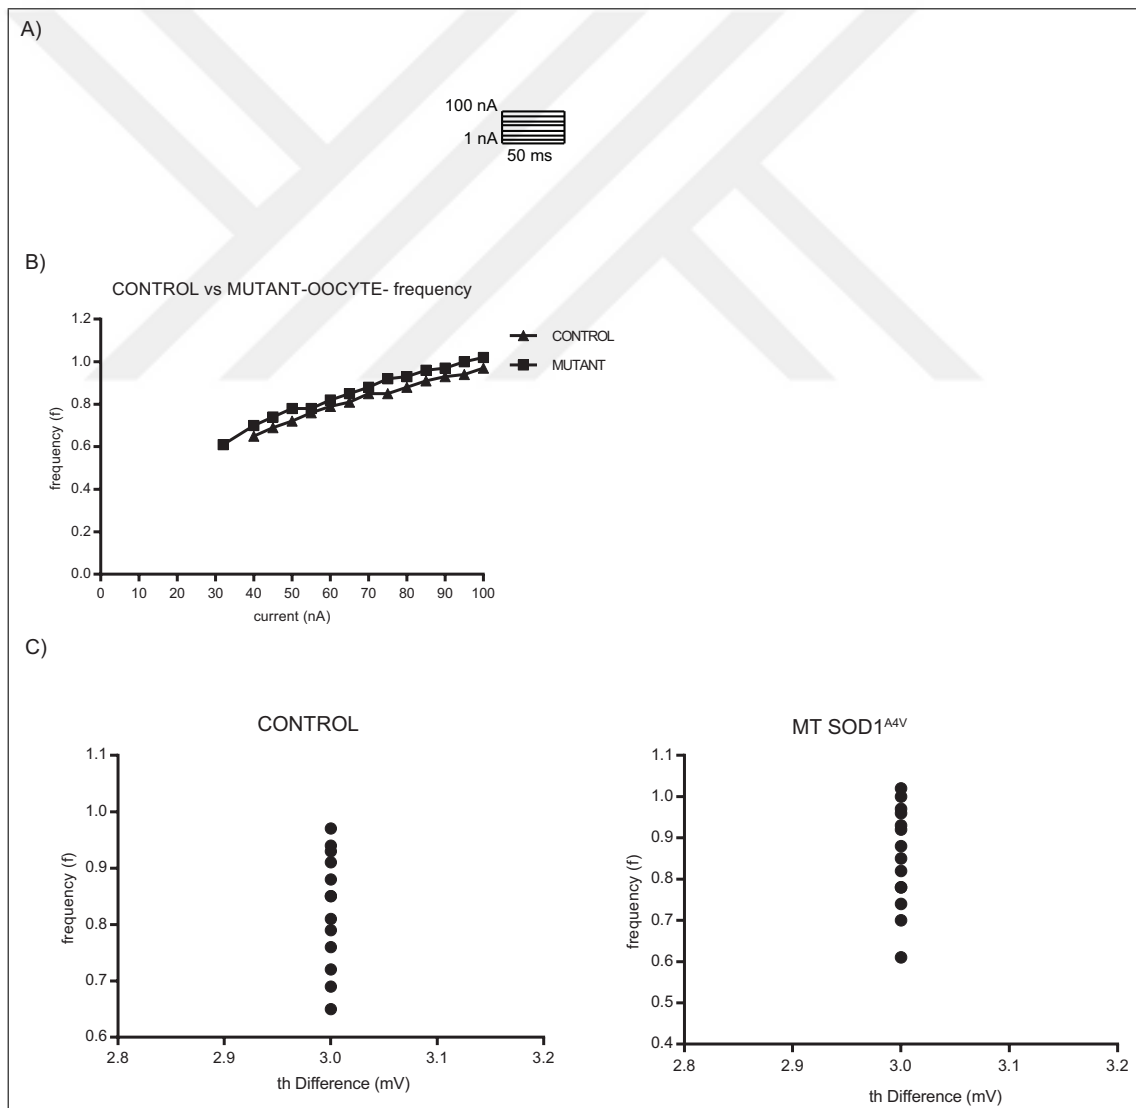 A)
100 nA
1 nA
50 ms
B)
CONTROL vs MUTANT-OOCYTE- frequency
1.2
1.0
0.8
0.6
0.4
0.2
0.0
frequency (f)
0 10 20 30 40 50 60 70 80 90 100
current (nA)
CONTROL
MUTANT
C)
CONTROL
1.1
1.0
0.9
0.8
0.7
0.6
frequency (f)
2.8 2.9 3.0 3.1 3.2
th Difference (mV)
MT SOD1A4V
1.1
1.0
0.9
0.8
0.7
0.6
0.5
0.4
frequency (f)
2.8 2.9 3.0 3.1 3.2
th Difference (mV)